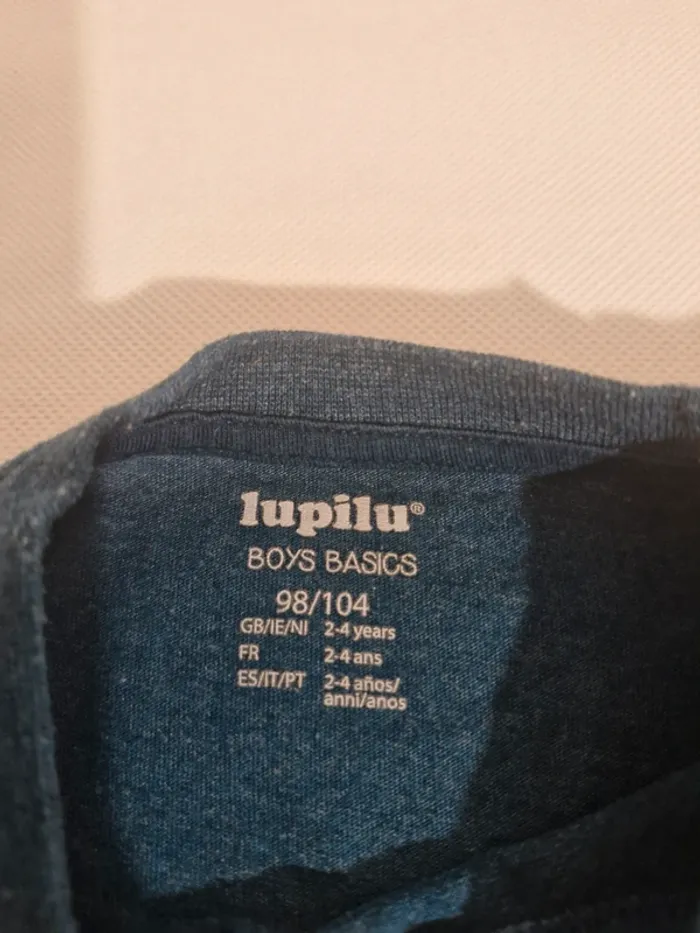 lupilu®
BOYS BASICS
98/104
GB/IE/NI 2-4 years
FR 2-4 ans
ES/IT/PT 2-4 años/
anni/anos